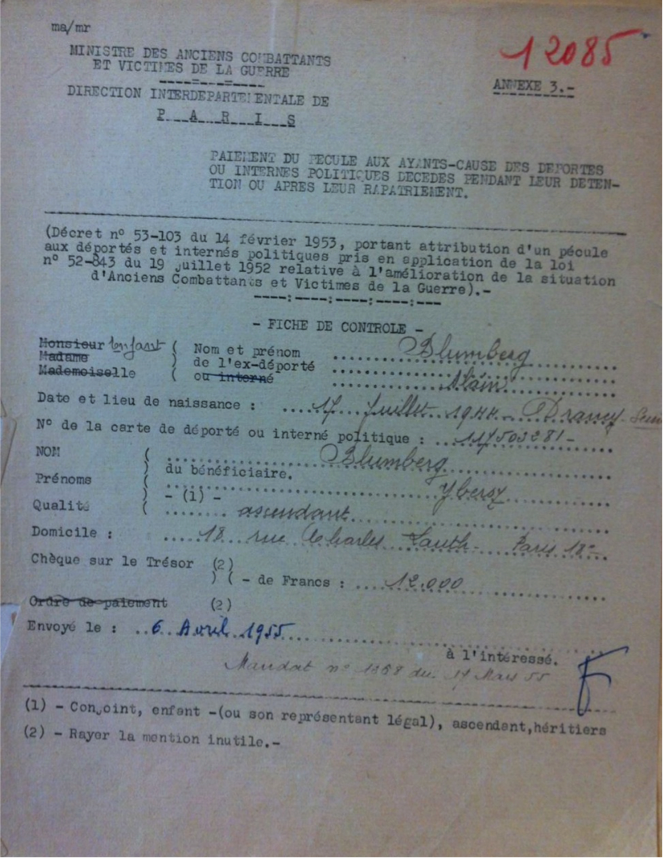 ma/mr
12085
MINISTRE DES ANCIENS COMBATTANTS
ET VICTIMES DE LA GUERRE
ANNEXE 3.-
DIRECTION INTERDEPARTEMENTALE DE
P A R I S
PAIEMENT DU PECULE AUX AYANTS-CAUSE DES DEPORTES
OU INTERNES POLITIQUES DECEDES PENDANT LEUR DETEN-
TION OU APRES LEUR RAPATRIEMENT.
(Décret n° 53-103 du 14 février 1953, portant attribution d'un pécule
aux déportés et internés politiques pris en application de la loi
n° 52-843 du 19 juillet 1952 relative à l'amélioration de la situation
d'Anciens Combattants et Victimes de la Guerre).-
- FICHE DE CONTROLE -
Monsieur ( Nom et prénom Blumberg
Madame ( de l'ex-déporté
Mademoiselle ( ou interné Alain
Date et lieu de naissance : 17 Juillet 1944 Drancy
N° de la carte de déporté ou interné politique : 117503281-
NOM ( Blumberg
Prénoms ) du bénéficiaire.
- (i) -
Qualité ( ascendant
Domicile : 18 rue Charles Lauth Paris 18e
Chèque sur le Trésor (2)
) ( - de Francs : 12.000
Ordre de paiement (2)
Envoyé le : 6 Avril 1955
à l'intéressé.
Mandat n° 1368 du 17 Mars 55
(1) - Conjoint, enfant -(ou son représentant légal), ascendant,héritiers
(2) - Rayer la mention inutile.-